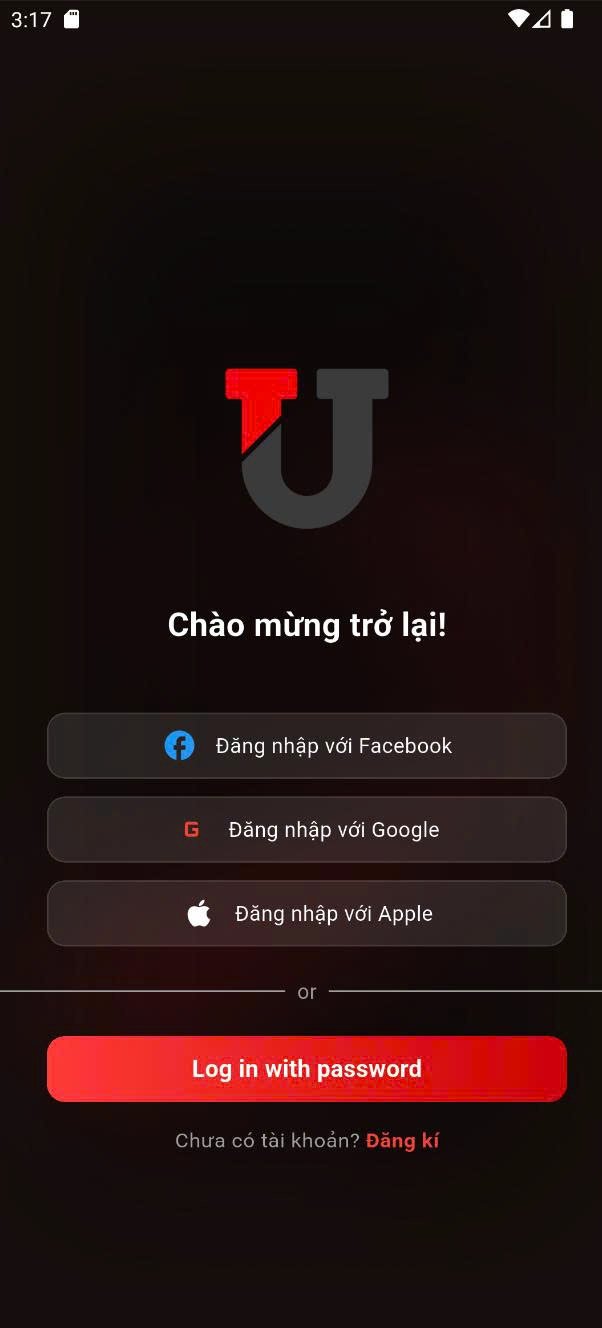 3:17
Chào mừng trở lại!
Đăng nhập với Facebook
G Đăng nhập với Google
Đăng nhập với Apple
or
Log in with password
Chưa có tài khoản? Đăng kí